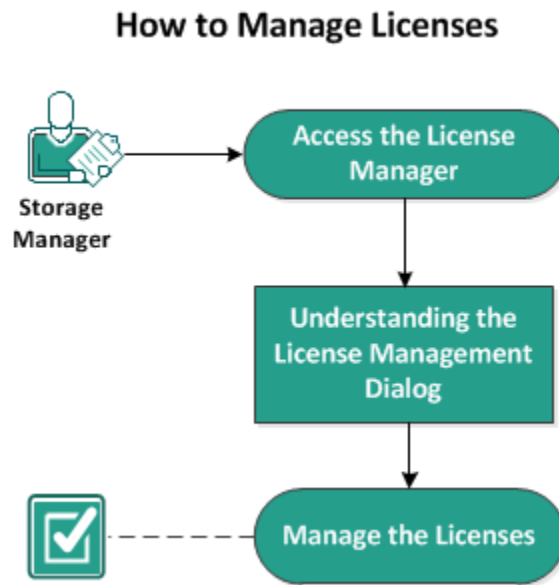 How to Manage Licenses
Access the License
Manager
Storage
Manager
Understanding the
License Management
Dialog
Manage the Licenses